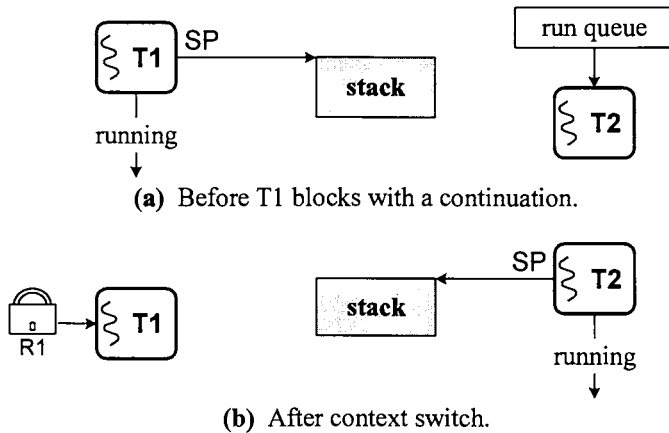 T1
SP
stack
run queue
T2
running
(a) Before T1 blocks with a continuation.
R1
T1
stack
SP
T2
running
(b) After context switch.